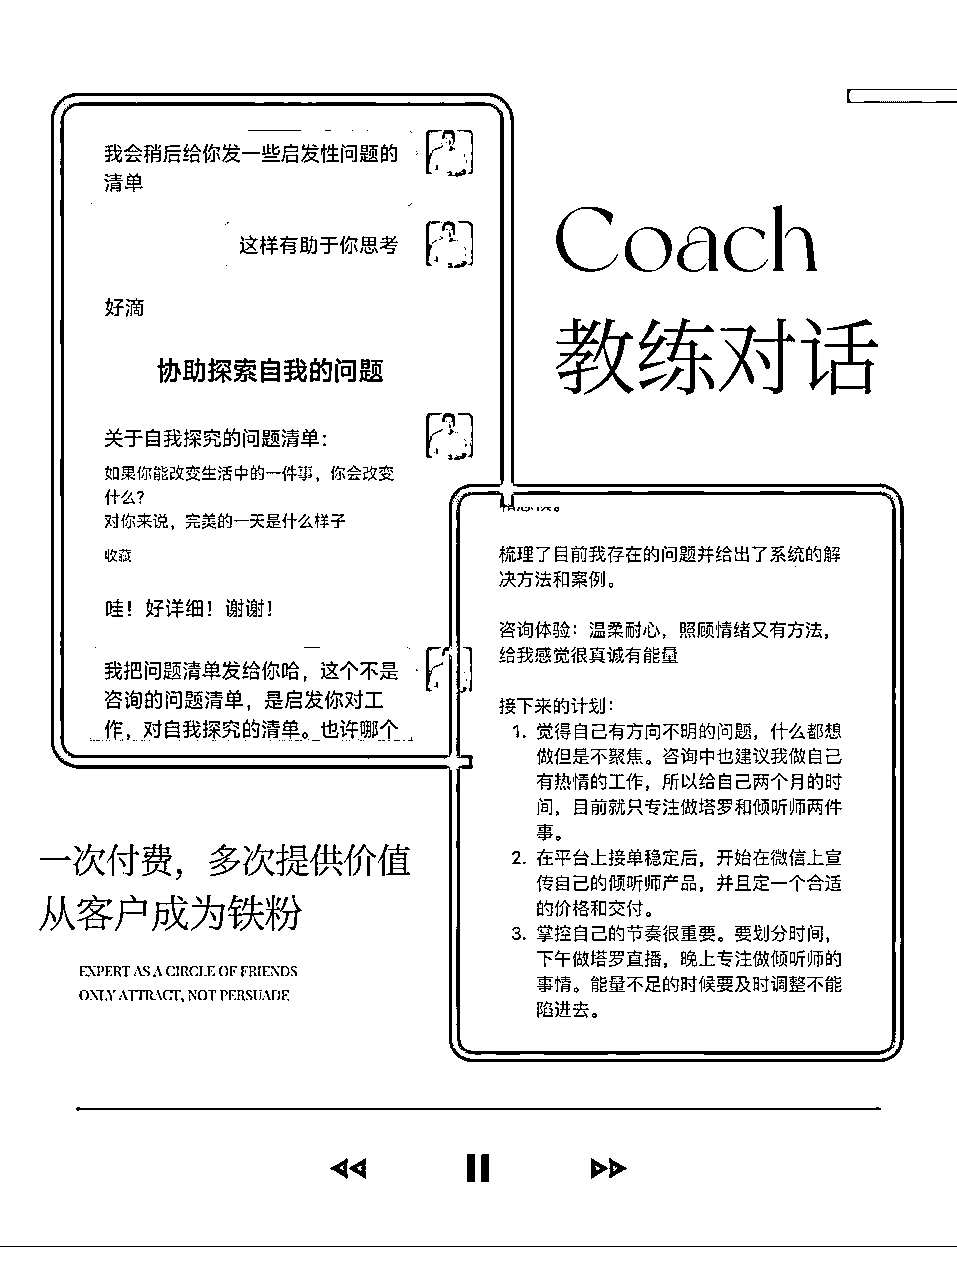 我会稍后给你发一些启发性问题的
清单
这样有助于你思考
好滴
协助探索自我的问题
关于自我探究的问题清单：
如果你能改变生活中的一件事，你会改变
什么？
对你来说，完美的一天是什么样子
收藏
哇！好详细！谢谢！
我把问题清单发给你哈，这个不是
咨询的问题清单，是启发你对工
作，对自我探究的清单。也许哪个
Coach
教练对话
梳理了目前我存在的问题并给出了系统的解
决方法和案例。
咨询体验：温柔耐心，照顾情绪又有方法，
给我感觉很真诚有能量
接下来的计划：
1. 觉得自己有方向不明的问题，什么都想
做但是不聚焦。咨询中也建议我做自己
有热情的工作，所以给自己两个月的时
间，目前就只专注做塔罗和倾听师两件
事。
2. 在平台上接单稳定后，开始在微信上宣
传自己的倾听师产品，并且定一个合适
的价格和交付。
3. 掌控自己的节奏很重要。要划分时间，
下午做塔罗直播，晚上专注做倾听师的
事情。能量不足的时候要及时调整不能
陷进去。
一次付费，多次提供价值
从客户成为铁粉
EXPERT AS A CIRCLE OF FRIENDS
ONLY ATTRACT, NOT PERSUADE